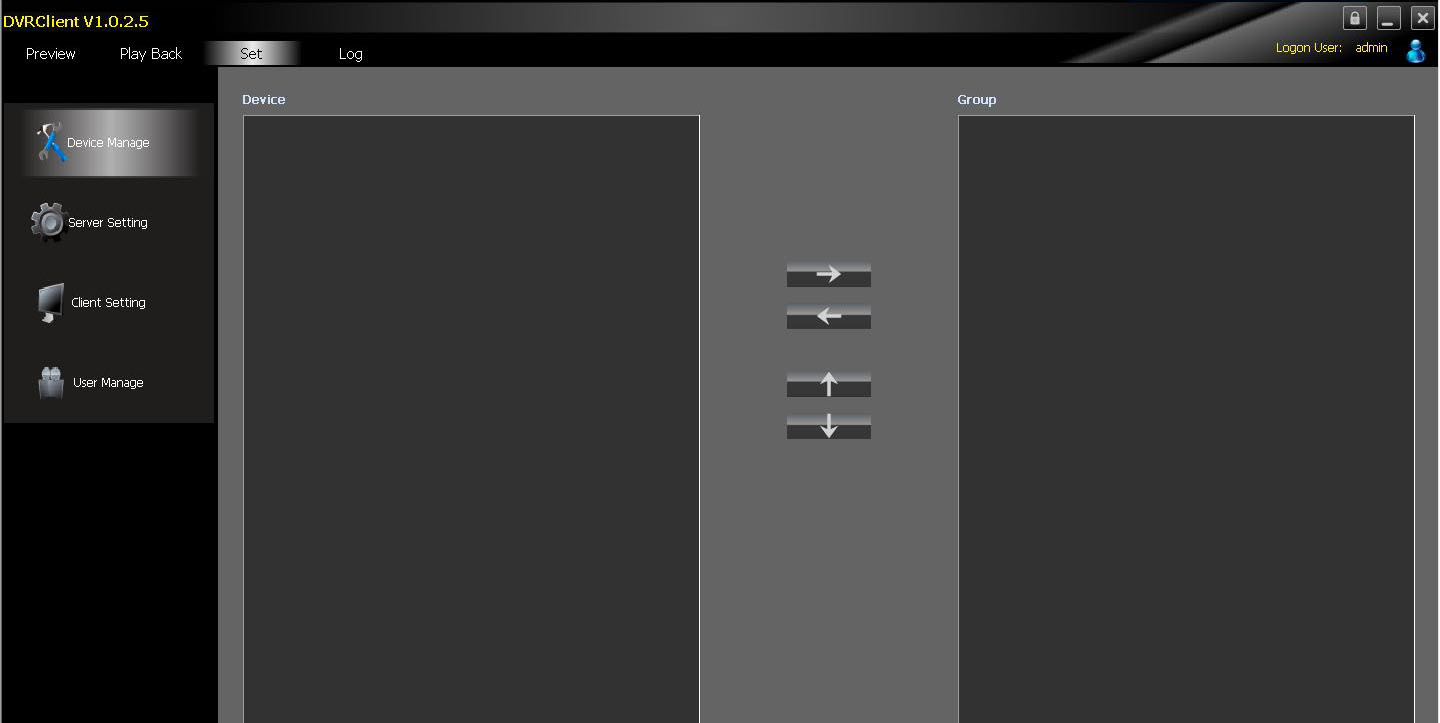 DVRClient V1.0.2.5
Preview Play Back Set Log
Logon User: admin
Device Manage
Server Setting
Client Setting
User Manage
Device
Group